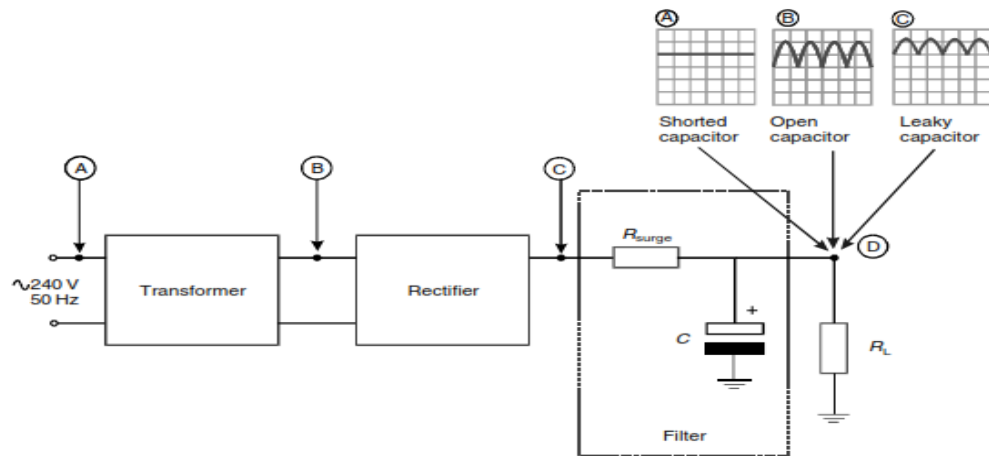 A
B
C
Shorted
capacitor
Open
capacitor
Leaky
capacitor
A
B
C
D
Rsurge
∿240 V
50 Hz
Transformer
Rectifier
+
C
RL
Filter